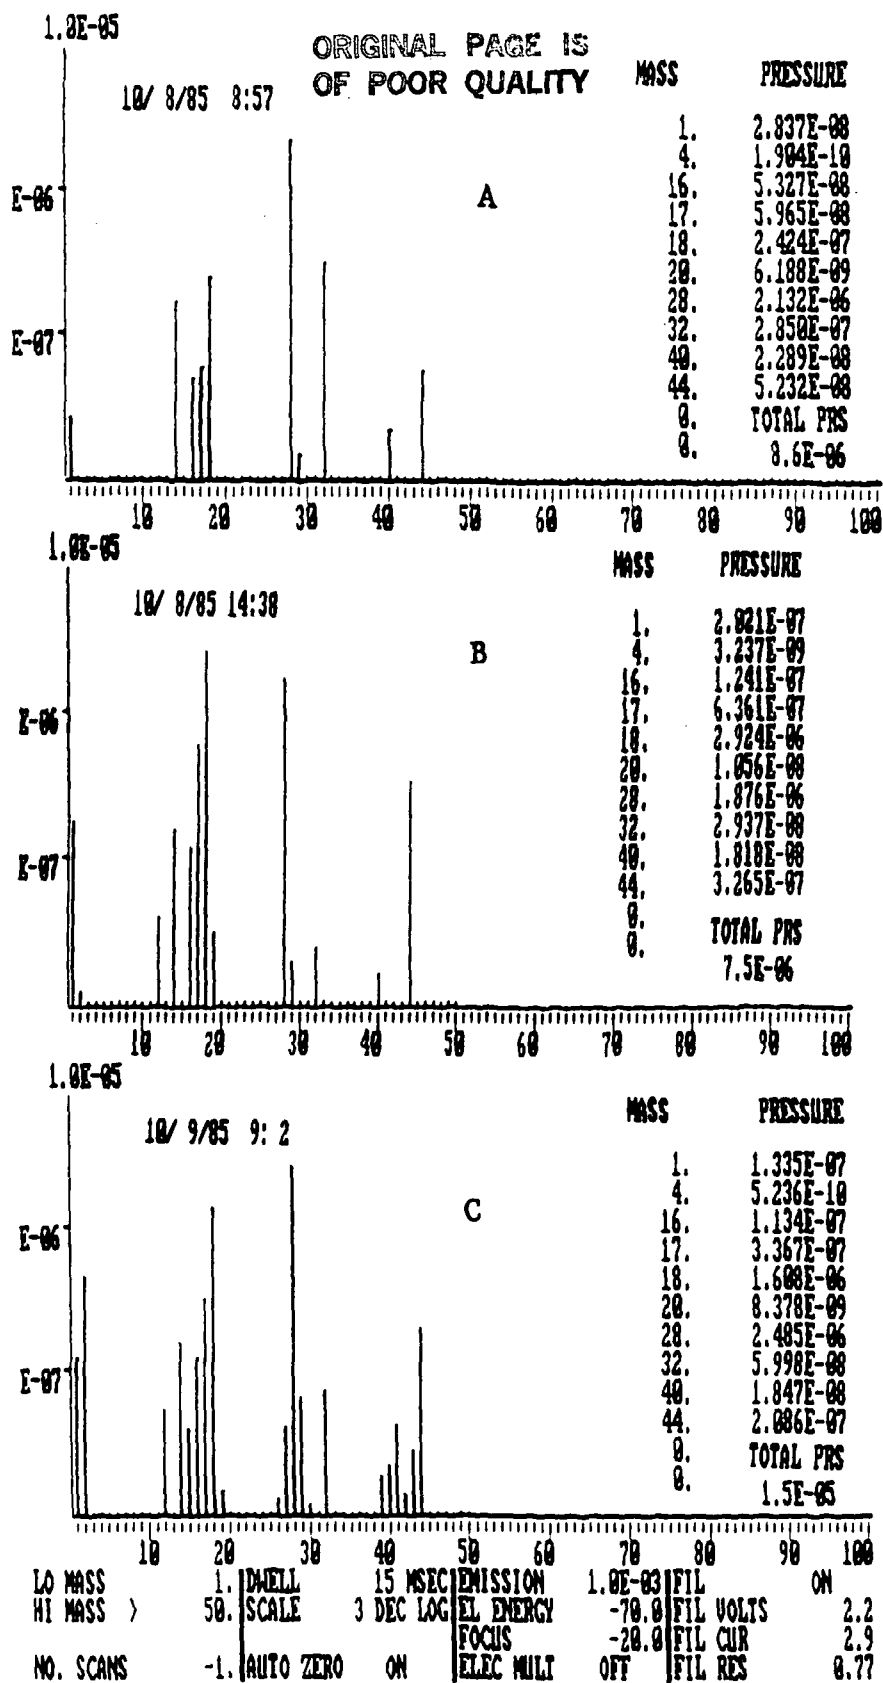 1.0E-05
ORIGINAL PAGE IS
OF POOR QUALITY
10/ 8/85 8:57
A
E-06
E-07
MASS PRESSURE
1. 2.837E-08
4. 1.904E-10
16. 5.327E-08
17. 5.965E-08
18. 2.424E-07
20. 6.188E-09
28. 2.132E-06
32. 2.850E-07
40. 2.289E-08
44. 5.232E-08
0. TOTAL PRS
0. 8.6E-06
10 20 30 40 50 60 70 80 90 100
1.0E-05
10/ 8/85 14:38
B
E-06
E-07
MASS PRESSURE
1. 2.021E-07
4. 3.237E-09
16. 1.241E-07
17. 6.361E-07
18. 2.924E-06
20. 1.056E-08
28. 1.876E-06
32. 2.937E-08
40. 1.818E-08
44. 3.265E-07
0.
0. TOTAL PRS
7.5E-06
10 20 30 40 50 60 70 80 90 100
1.0E-05
10/ 9/85 9: 2
C
E-06
E-07
MASS PRESSURE
1. 1.335E-07
4. 5.236E-10
16. 1.134E-07
17. 3.367E-07
18. 1.608E-06
20. 8.378E-09
28. 2.485E-06
32. 5.998E-08
40. 1.847E-08
44. 2.086E-07
0. TOTAL PRS
0. 1.5E-05
10 20 30 40 50 60 70 80 90 100
LO MASS 1. DWELL 15 MSEC EMISSION 1.0E-03 FIL ON
HI MASS > 50. SCALE 3 DEC LOG EL ENERGY -70.0 FIL VOLTS 2.2
FOCUS -20.0 FIL CUR 2.9
NO. SCANS -1. AUTO ZERO ON ELEC MULT OFF FIL RES 0.77